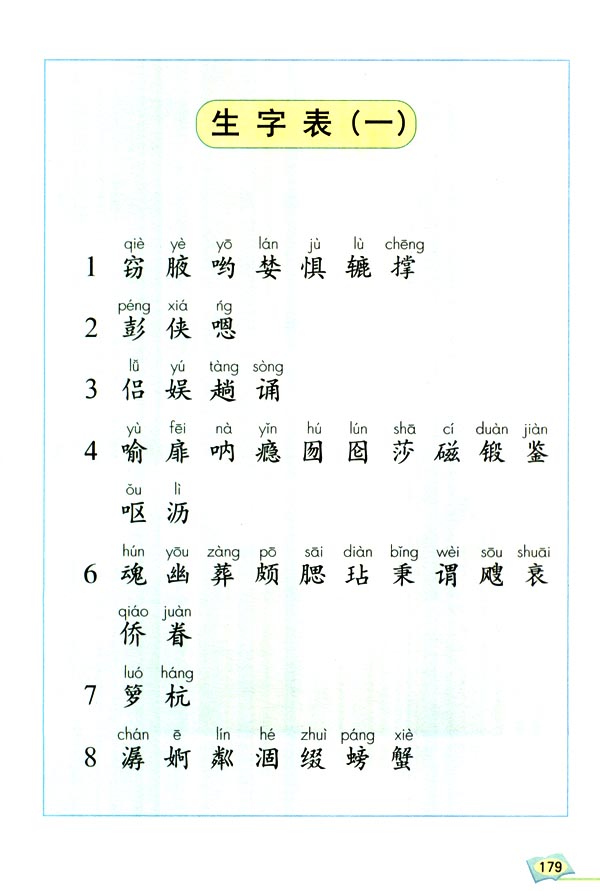 生字表(一)
qiè yè yō lán jù lù chēng
1 窃 腋 哟 婪 惧 辘 撑
péng xiá ńg
2 彭 侠 嗯
lǚ yú tàng sòng
3 侣 娱 趟 诵
yù fēi nà yǐn hú lún shā cí duàn jiàn
4 喻 扉 呐 瘾 囫 囵 莎 磁 锻 鉴
ǒu lì
呕 沥
hún yōu zàng pō sāi diàn bǐng wèi sōu shuāi
6 魂 幽 葬 颇 腮 玷 秉 谓 飕 衰
qiáo juàn
侨 眷
luó háng
7 箩 杭
chán ē lín hé zhuì páng xiè
8 潺 婀 粼 涸 缀 螃 蟹
179